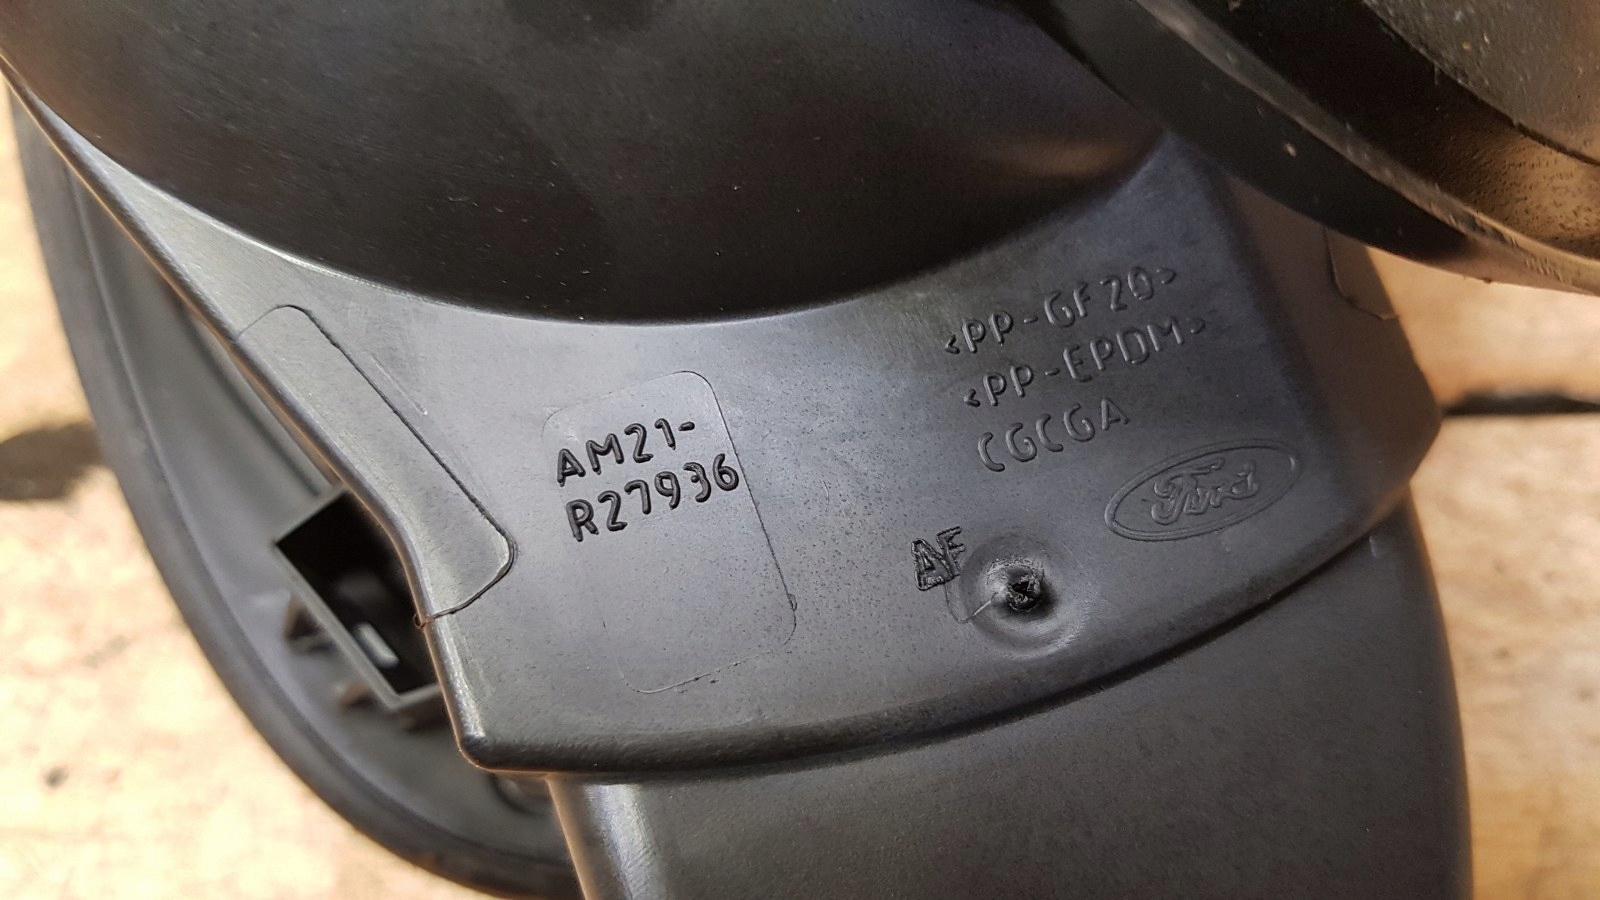 AM21-
R27936
<PP-GF20>
<PP-EPDM>
CGCGA
Ford
AF